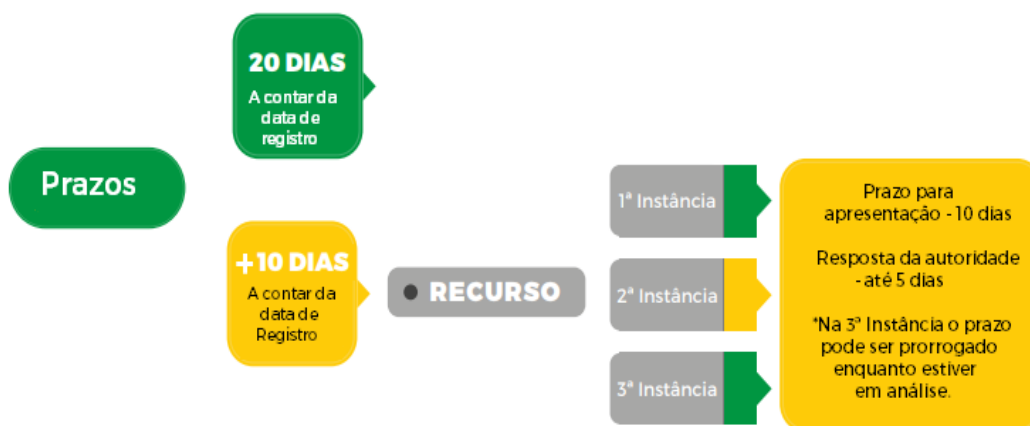 Prazos
20 DIAS
A contar da
data de
registro
+10 DIAS
A contar da
data de
Registro
RECURSO
1ª Instância
2ª Instância
3ª Instância
Prazo para
apresentação - 10 dias
Resposta da autoridade
- até 5 dias
*Na 3ª Instância o prazo
pode ser prorrogado
enquanto estiver
em análise.